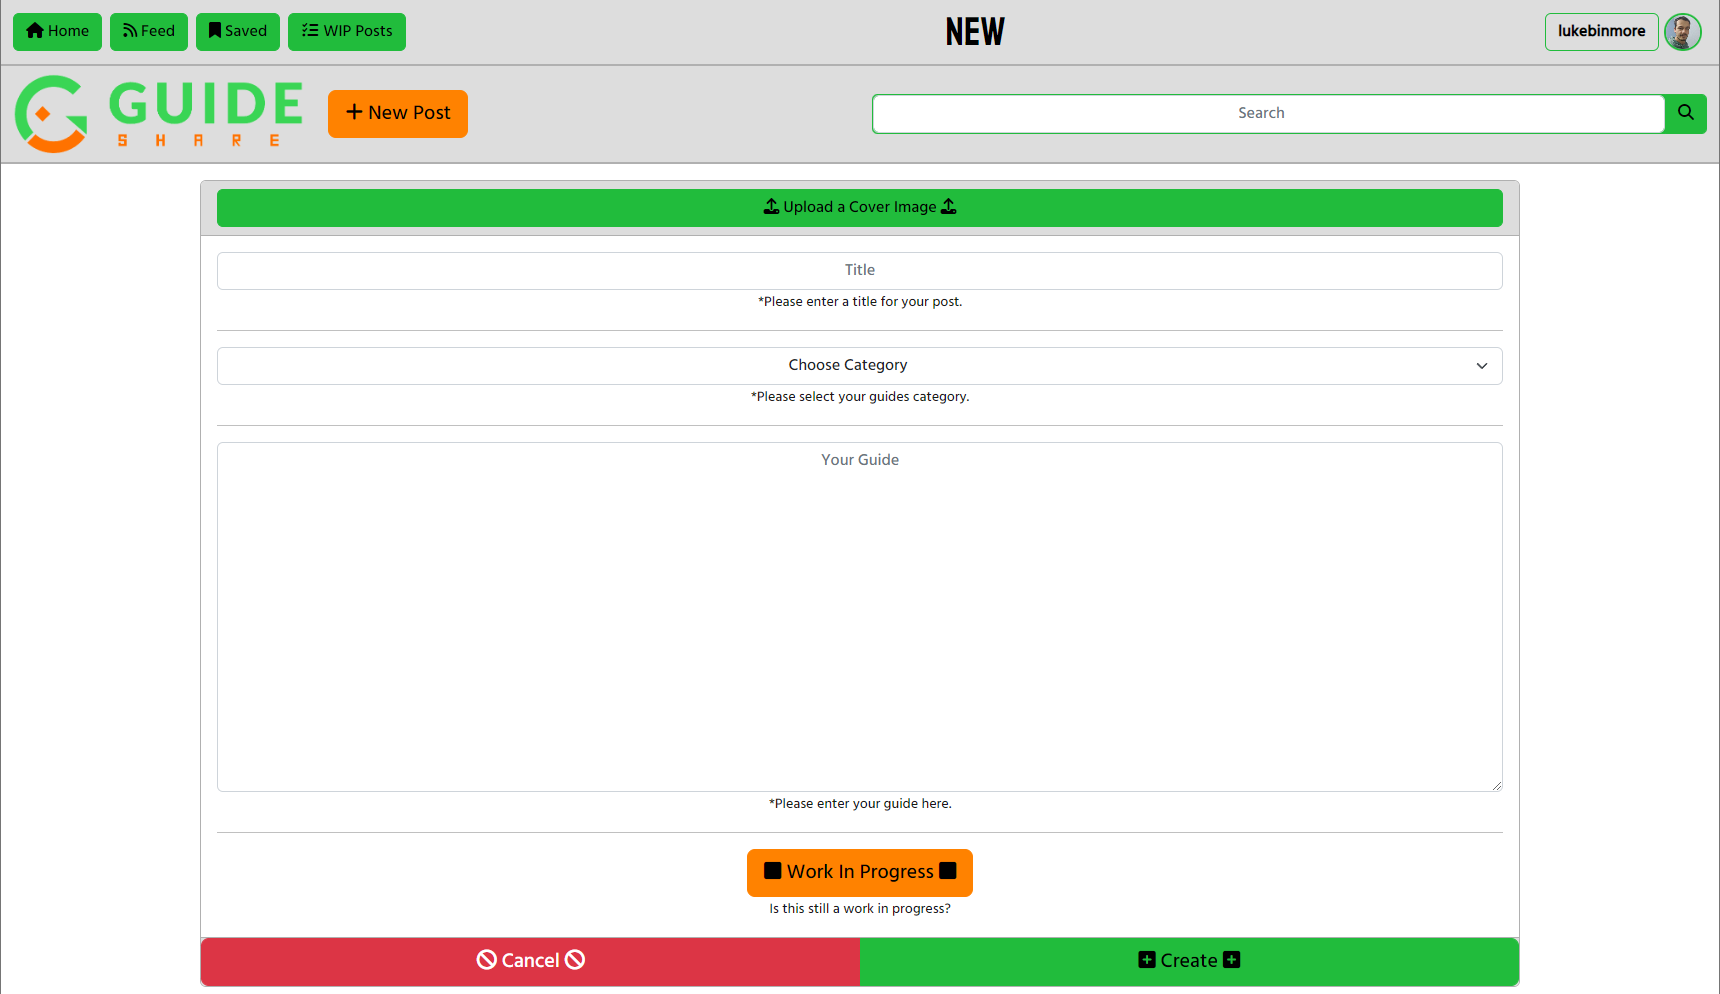 Home Feed Saved WIP Posts NEW lukebinmore
GUIDE
SHARE
New Post Search
Upload a Cover Image
Title
*Please enter a title for your post.
Choose Category
*Please select your guides category.
Your Guide
*Please enter your guide here.
Work In Progress
Is this still a work in progress?
Cancel Create